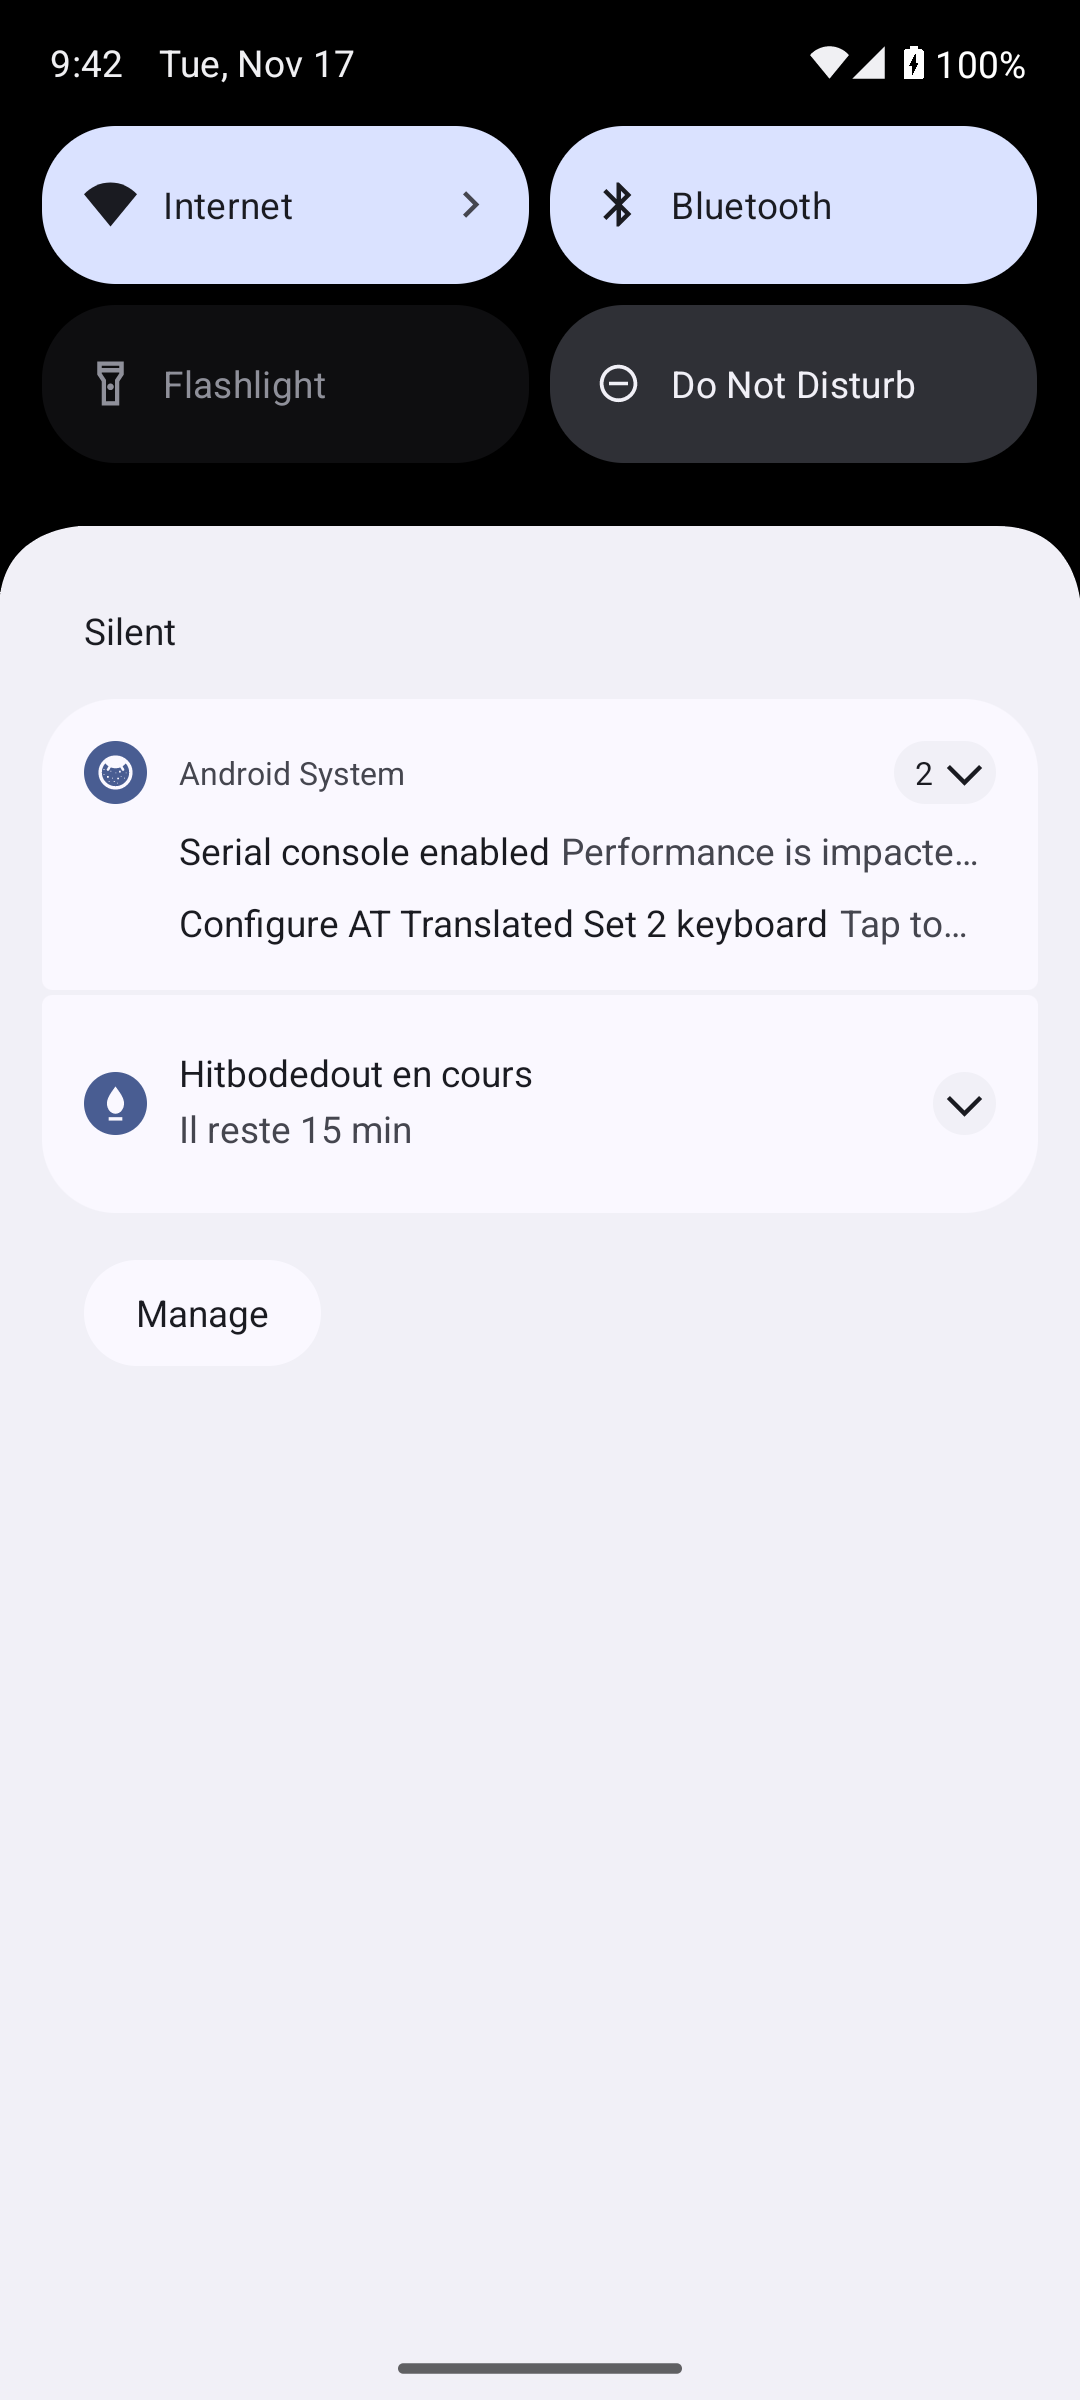 9:42 Tue, Nov 17 100%
Internet
Bluetooth
Flashlight
Do Not Disturb
Silent
Android System 2
Serial console enabled Performance is impacte…
Configure AT Translated Set 2 keyboard Tap to…
Hitbodedout en cours
Il reste 15 min
Manage